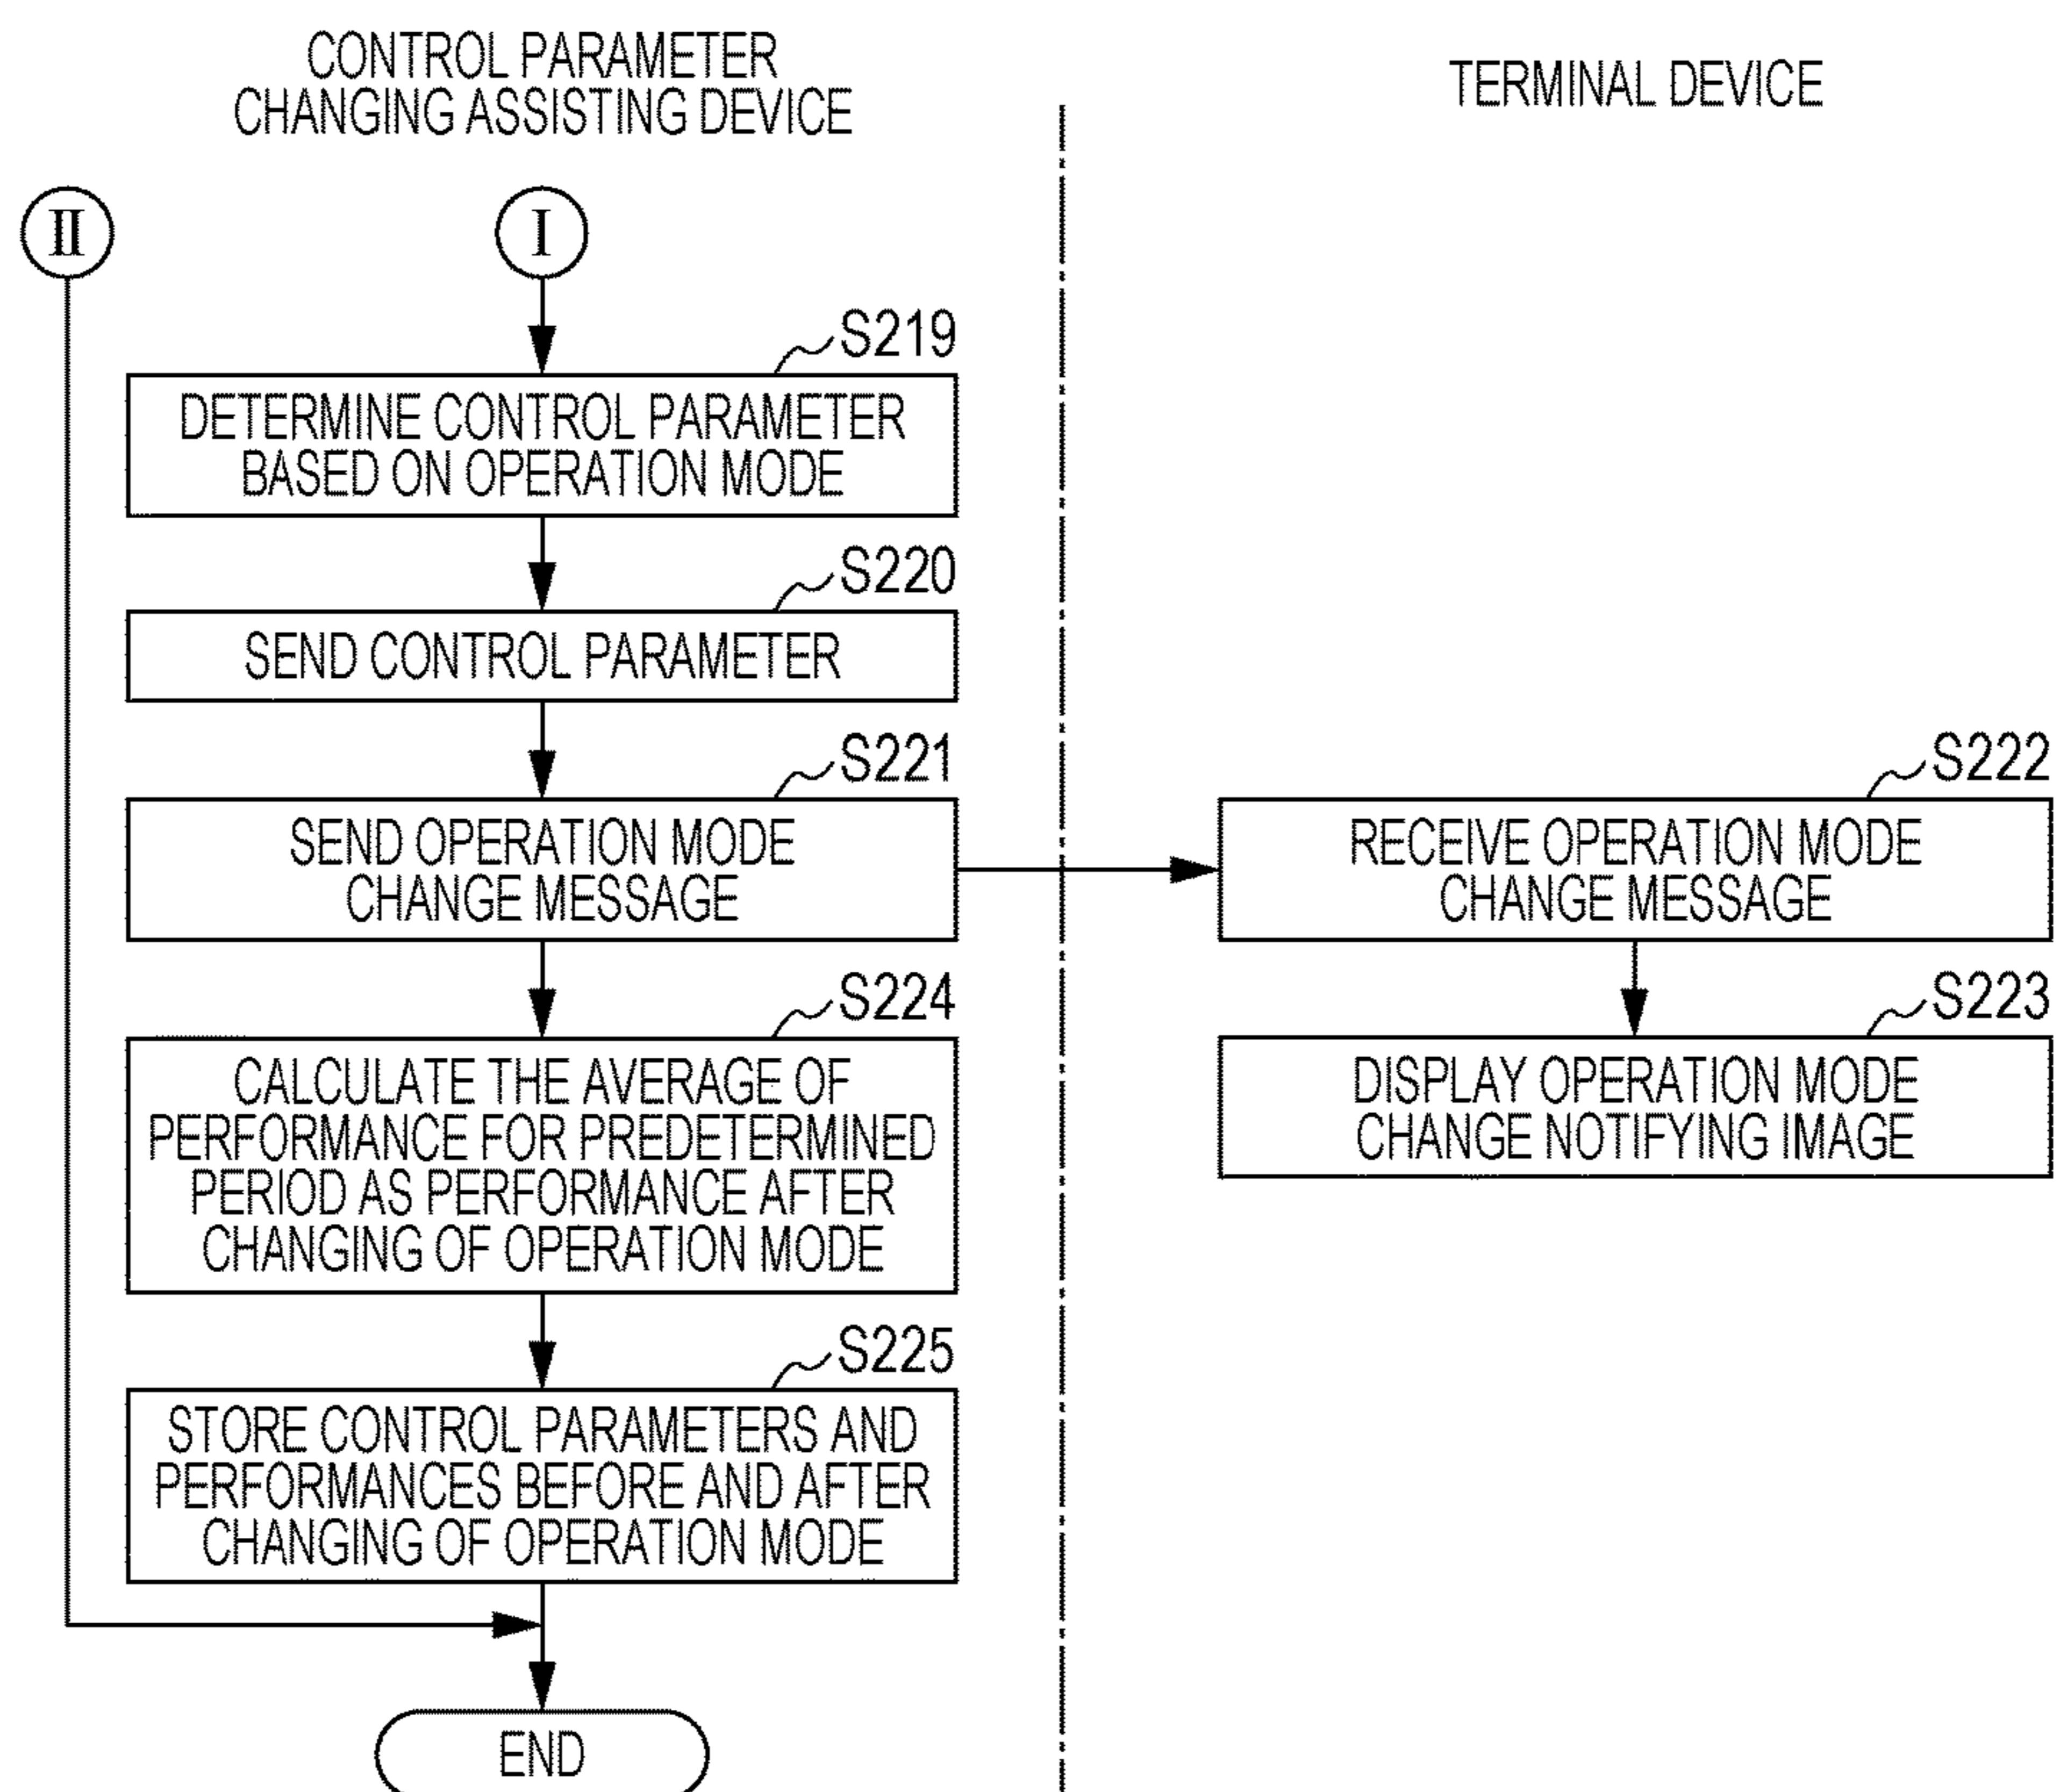 CONTROL PARAMETER
CHANGING ASSISTING DEVICE
TERMINAL DEVICE
II
I
S219
DETERMINE CONTROL PARAMETER
BASED ON OPERATION MODE
S220
SEND CONTROL PARAMETER
S221
SEND OPERATION MODE
CHANGE MESSAGE
S222
RECEIVE OPERATION MODE
CHANGE MESSAGE
S224
CALCULATE THE AVERAGE OF
PERFORMANCE FOR PREDETERMINED
PERIOD AS PERFORMANCE AFTER
CHANGING OF OPERATION MODE
S223
DISPLAY OPERATION MODE
CHANGE NOTIFYING IMAGE
S225
STORE CONTROL PARAMETERS AND
PERFORMANCES BEFORE AND AFTER
CHANGING OF OPERATION MODE
END